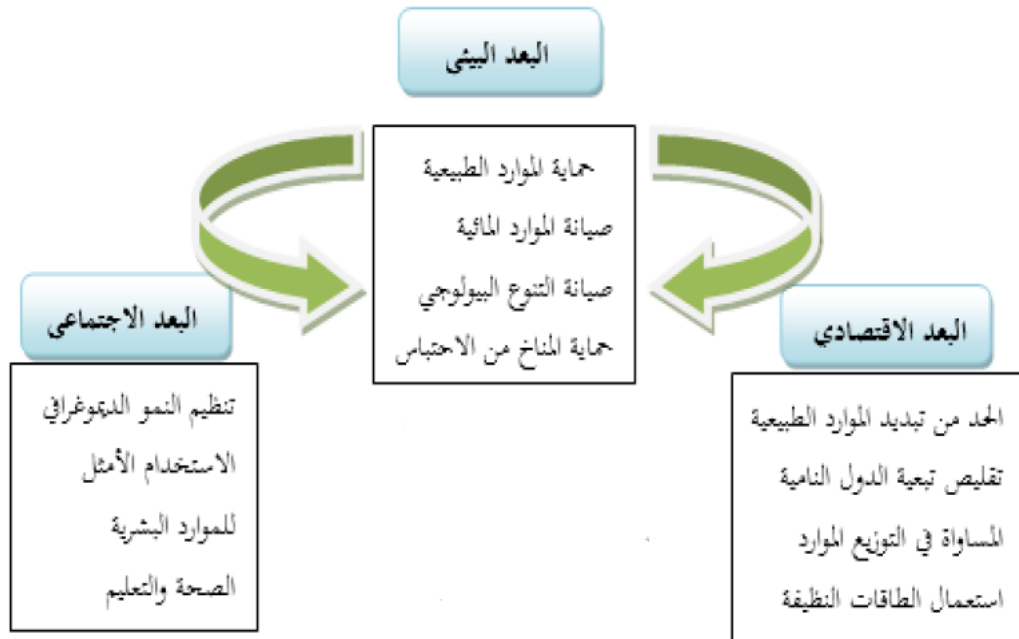 البعد البيئى
حماية الموارد الطبيعية
صيانة الموارد المائية
صيانة التنوع البيولوجي
حماية المناخ من الاحتباس
البعد الاقتصادي
الحد من تبديد الموارد الطبيعية
تقليص تبعية الدول النامية
المساواة في التوزيع الموارد
استعمال الطاقات النظيفة
البعد الاجتماعى
تنظيم النمو الديموغرافي
الاستخدام الأمثل
للموارد البشرية
الصحة والتعليم